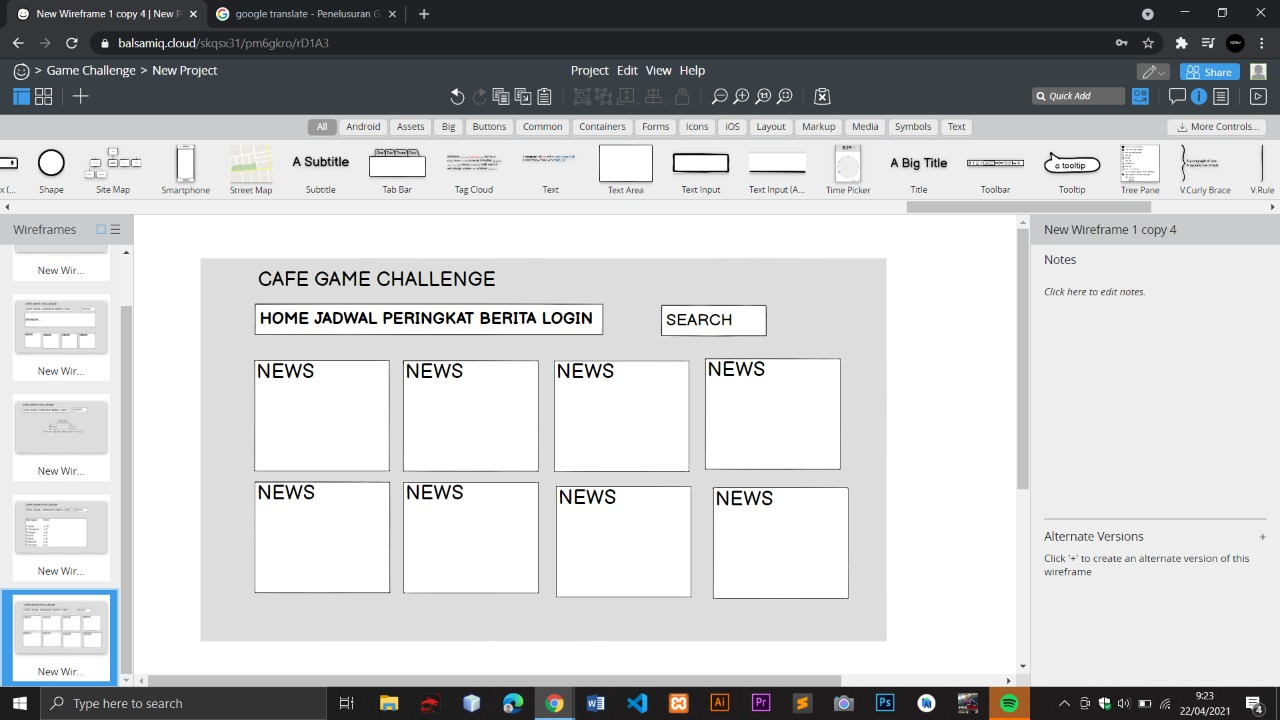 New Wireframe 1 copy 4 | New P
google translate - Penelusuran G
balsamiq.cloud/skqsx31/pm6gkro/rD1A3
> Game Challenge > New Project
Project Edit View Help
Share
Quick Add
All Android Assets Big Buttons Common Containers Forms Icons iOS Layout Markup Media Symbols Text
More Controls...
A Subtitle
A Big Title
a tooltip
x (... Shape Site Map Smartphone Street Map Subtitle Tab Bar Tag Cloud Text Text Area Text Input Text Input (A... Time Picker Title Toolbar Tooltip Tree Pane V.Curly Brace V.Rule
Wireframes
New Wir...
New Wir...
New Wir...
New Wir...
New Wir...
CAFE GAME CHALLENGE
HOME JADWAL PERINGKAT BERITA LOGIN
SEARCH
NEWS NEWS NEWS NEWS
NEWS NEWS NEWS NEWS
New Wireframe 1 copy 4
Notes
Click here to edit notes.
Alternate Versions +
Click '+' to create an alternate version of this
wireframe
Type here to search
9:23
22/04/2021